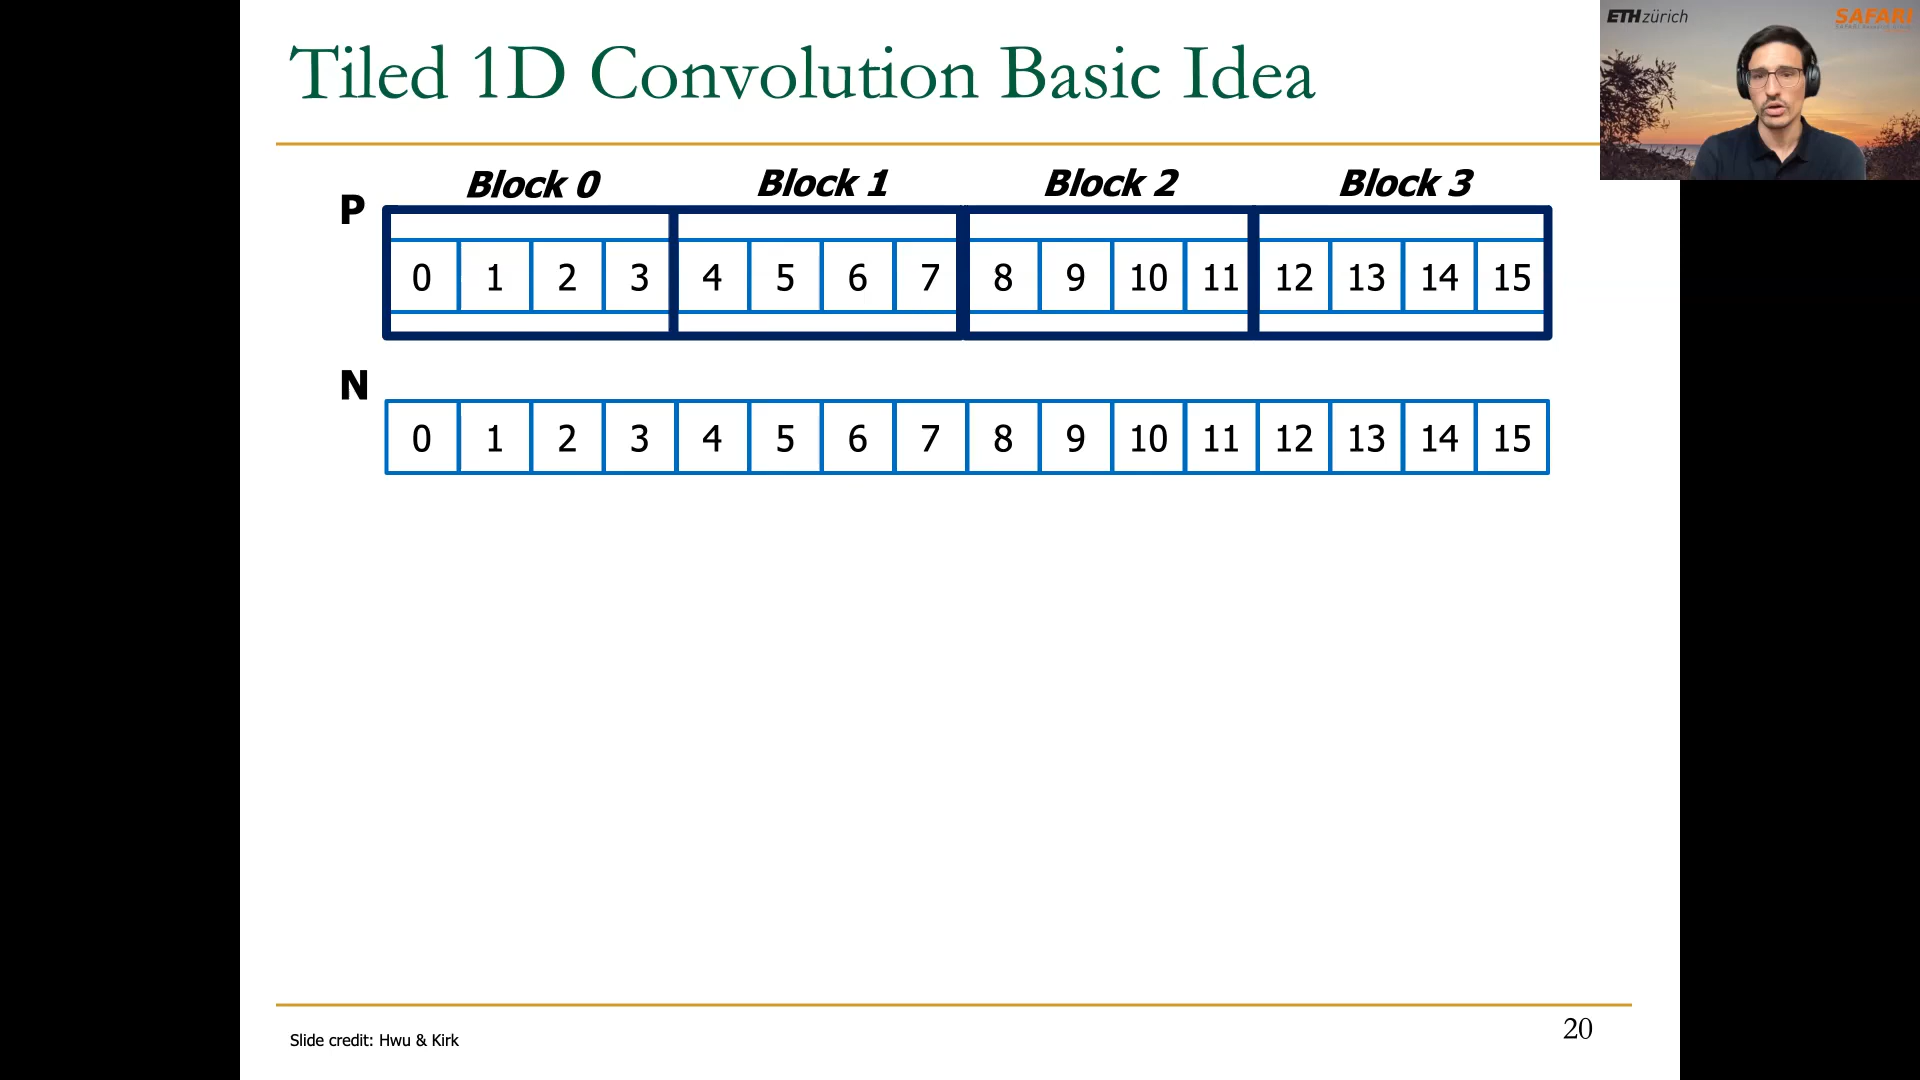 Tiled 1D Convolution Basic Idea
ETH zürich
SAFARI
Block 0 Block 1 Block 2 Block 3
P
0 1 2 3 4 5 6 7 8 9 10 11 12 13 14 15
N
0 1 2 3 4 5 6 7 8 9 10 11 12 13 14 15
Slide credit: Hwu & Kirk
20